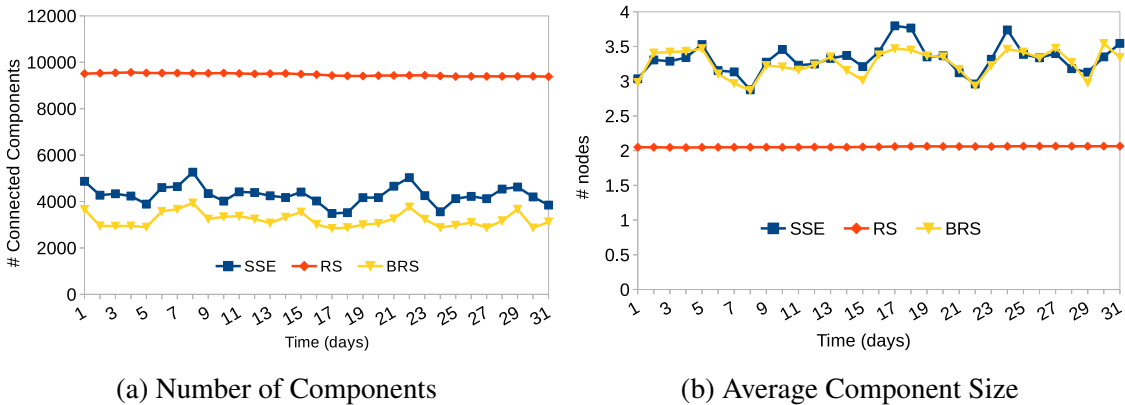 12000
10000
8000
6000
4000
2000
0
# Connected Components
SSE RS BRS
1 3 5 7 9 11 13 15 17 19 21 23 25 27 29 31
Time (days)
(a) Number of Components
4
3.5
3
2.5
2
1.5
1
0.5
0
# nodes
SSE RS BRS
1 3 5 7 9 11 13 15 17 19 21 23 25 27 29 31
Time (days)
(b) Average Component Size